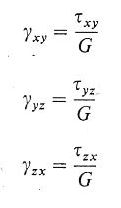 γxy = τxy / G
γyz = τyz / G
γzx = τzx / G